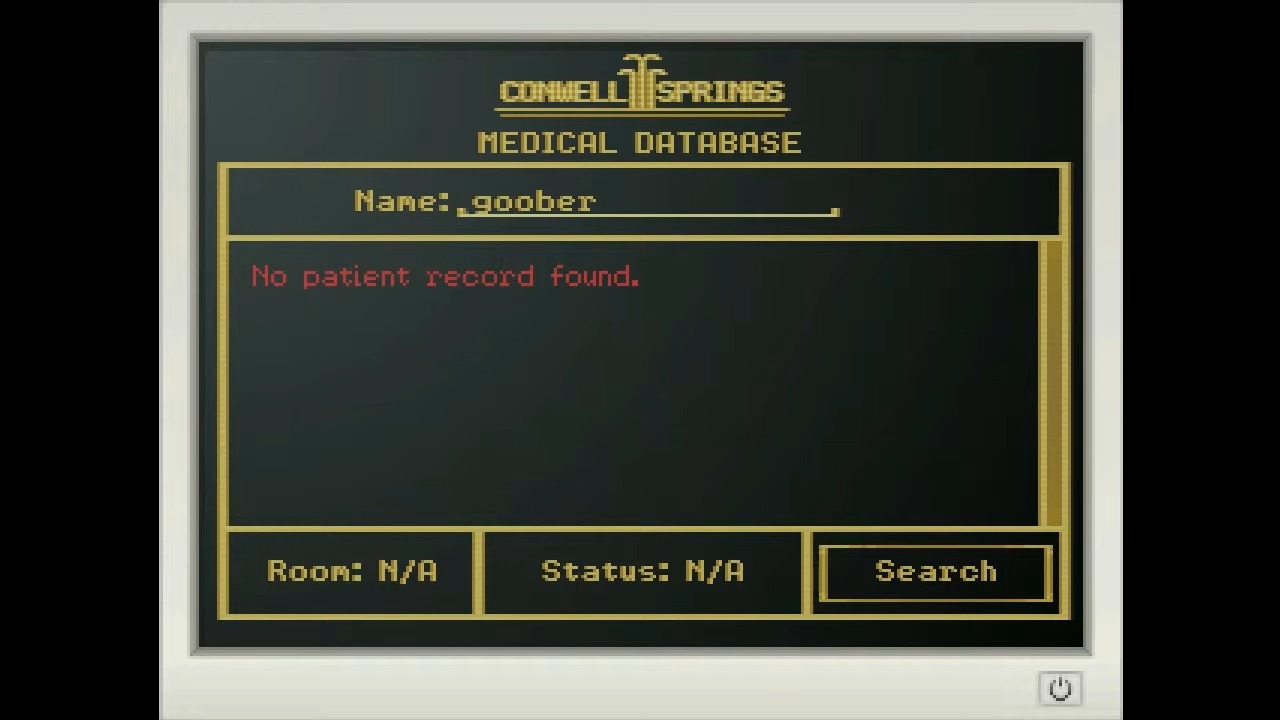 CONWELL SPRINGS
MEDICAL DATABASE
Name: goober
No patient record found.
Room: N/A Status: N/A Search